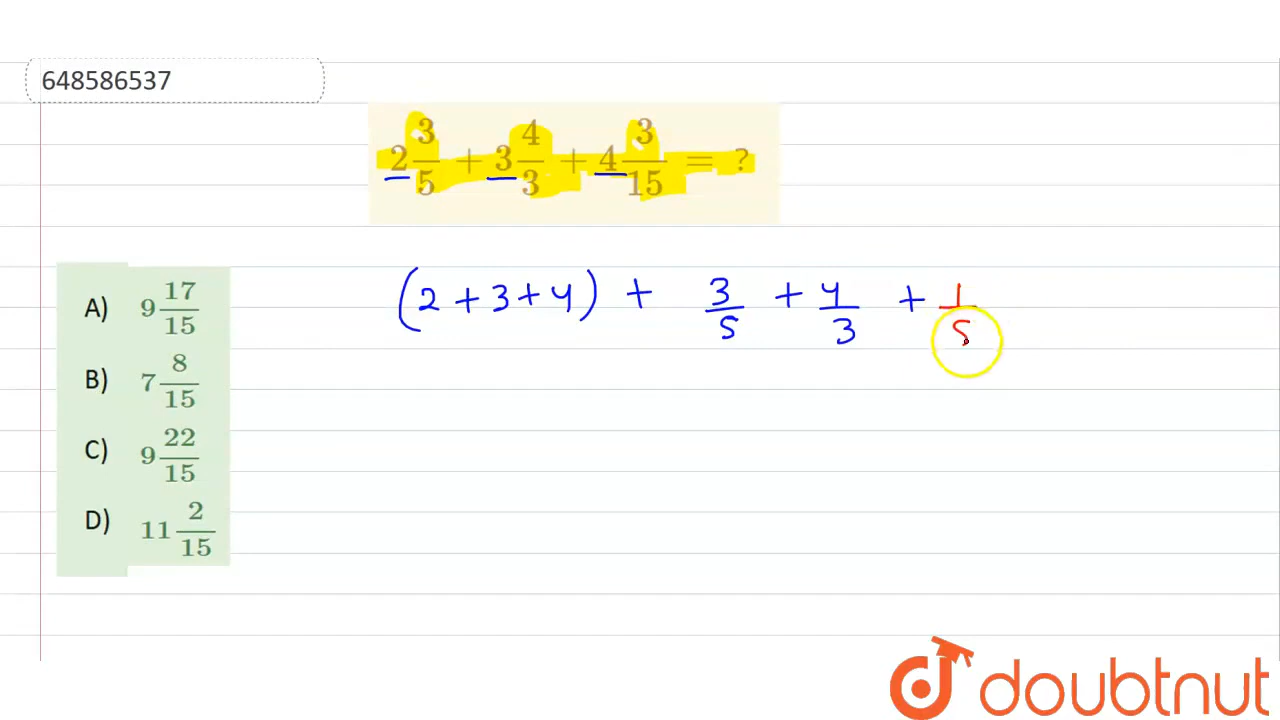 648586537
2 3/5 + 3 4/3 + 4 3/15 = ?
(2 + 3 + 4) + 3/5 + 4/3 + 1/5
A) 9 17/15
B) 7 8/15
C) 9 22/15
D) 11 2/15
doubtnut